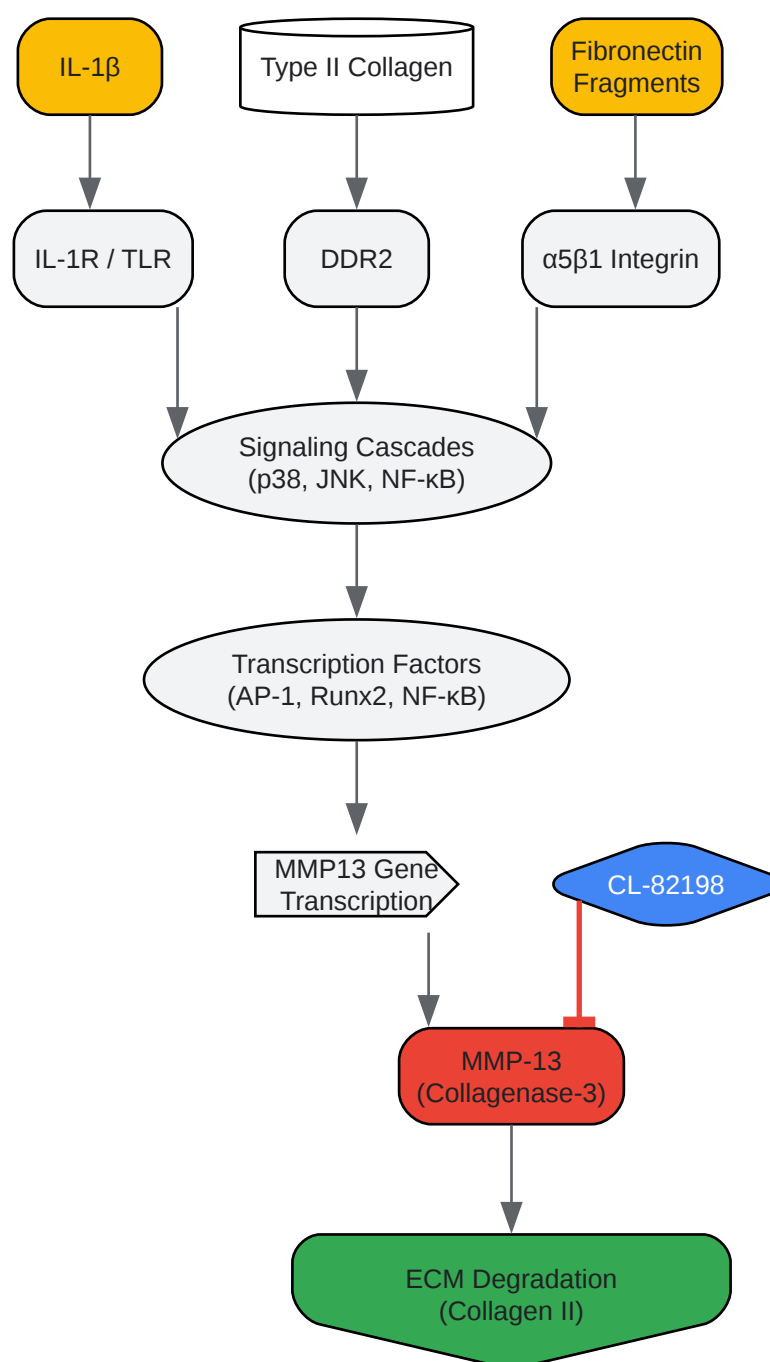 IL-1β
Type II Collagen
Fibronectin
Fragments
IL-1R / TLR
DDR2
α5β1 Integrin
Signaling Cascades
(p38, JNK, NF-κB)
Transcription Factors
(AP-1, Runx2, NF-κB)
MMP13 Gene
Transcription
CL-82198
MMP-13
(Collagenase-3)
ECM Degradation
(Collagen II)